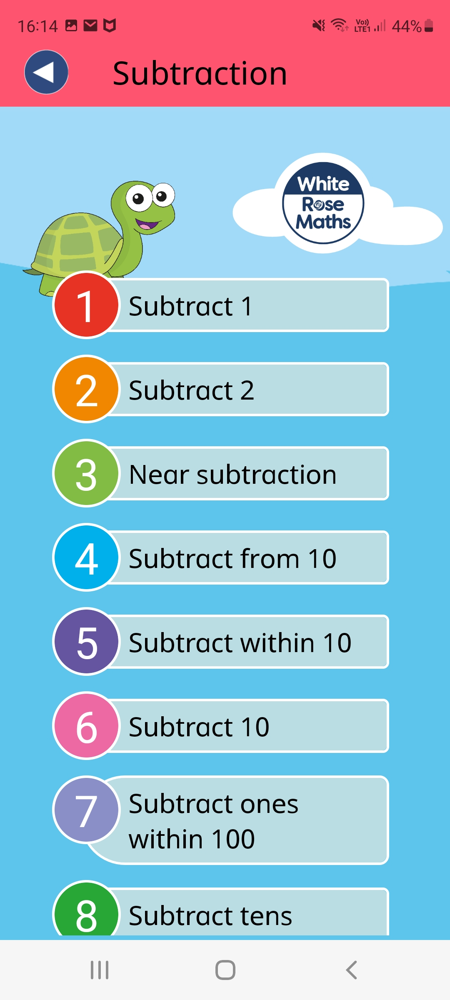 16:14
Vo))
LTE1
44%
Subtraction
White
Rose
Maths
1 Subtract 1
2 Subtract 2
3 Near subtraction
4 Subtract from 10
5 Subtract within 10
6 Subtract 10
7 Subtract ones
within 100
8 Subtract tens